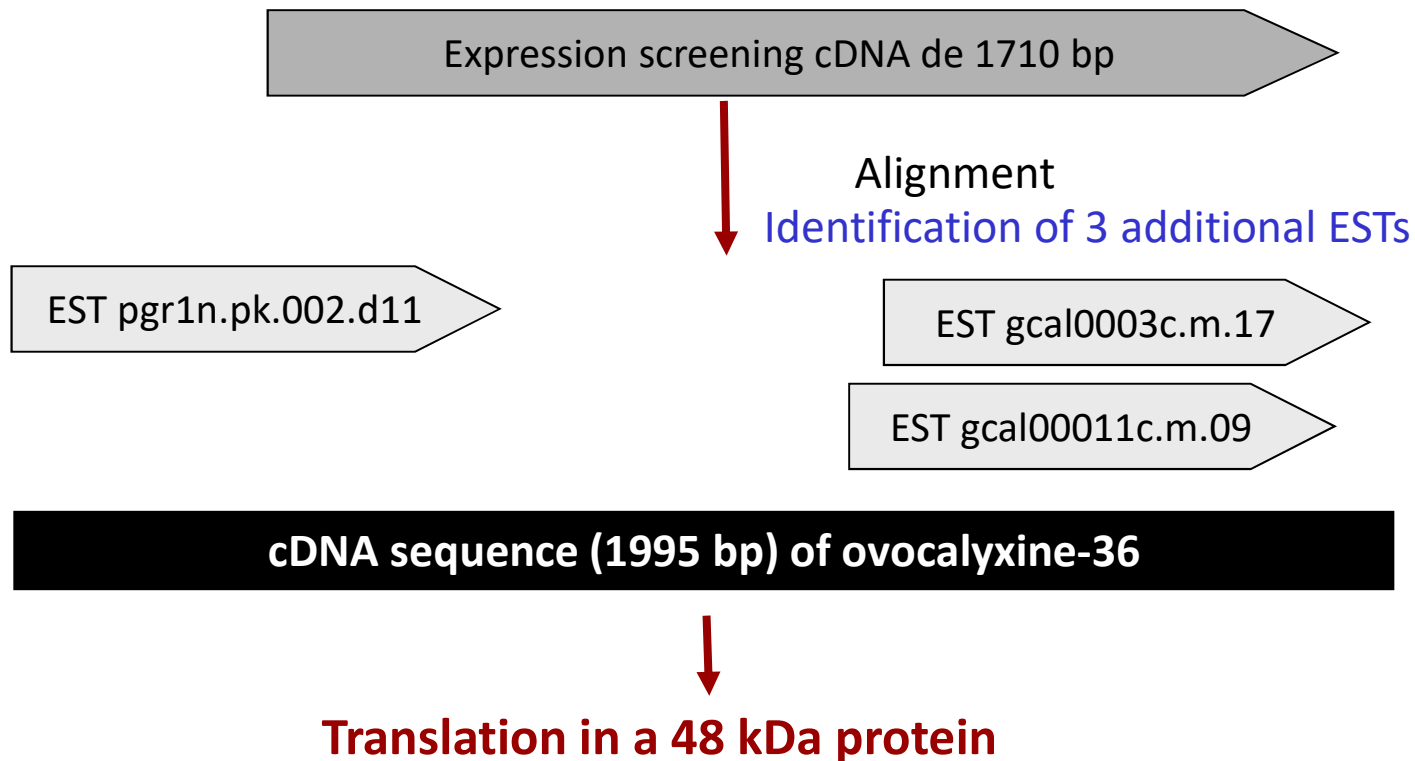 Expression screening cDNA de 1710 bp
Alignment
Identification of 3 additional ESTs
EST pgr1n.pk.002.d11
EST gcal0003c.m.17
EST gcal00011c.m.09
cDNA sequence (1995 bp) of ovocalyxine-36
Translation in a 48 kDa protein